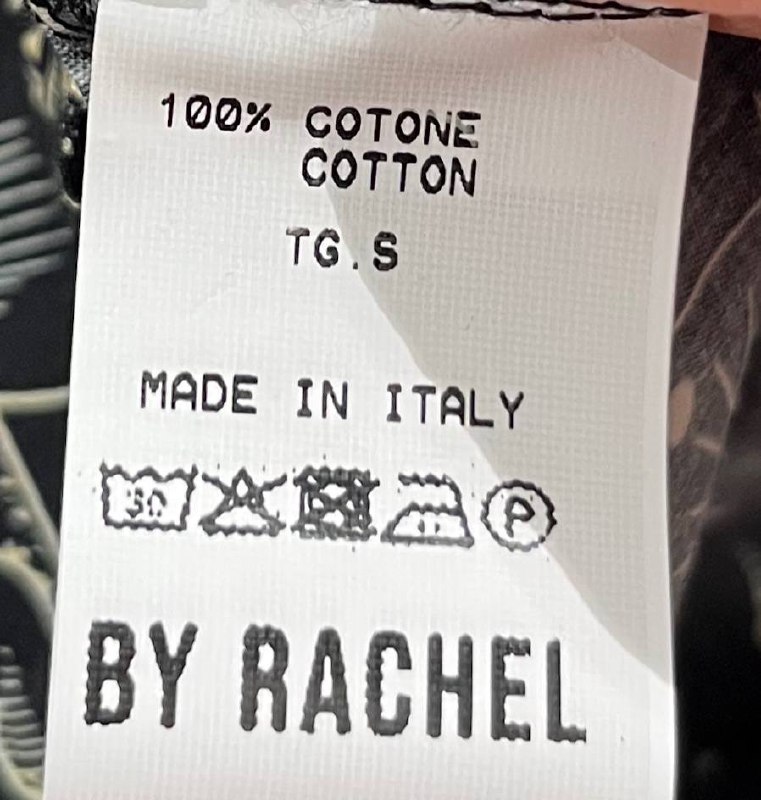 100% COTONE
COTTON
TG.S
MADE IN ITALY
30 P
BY RACHEL